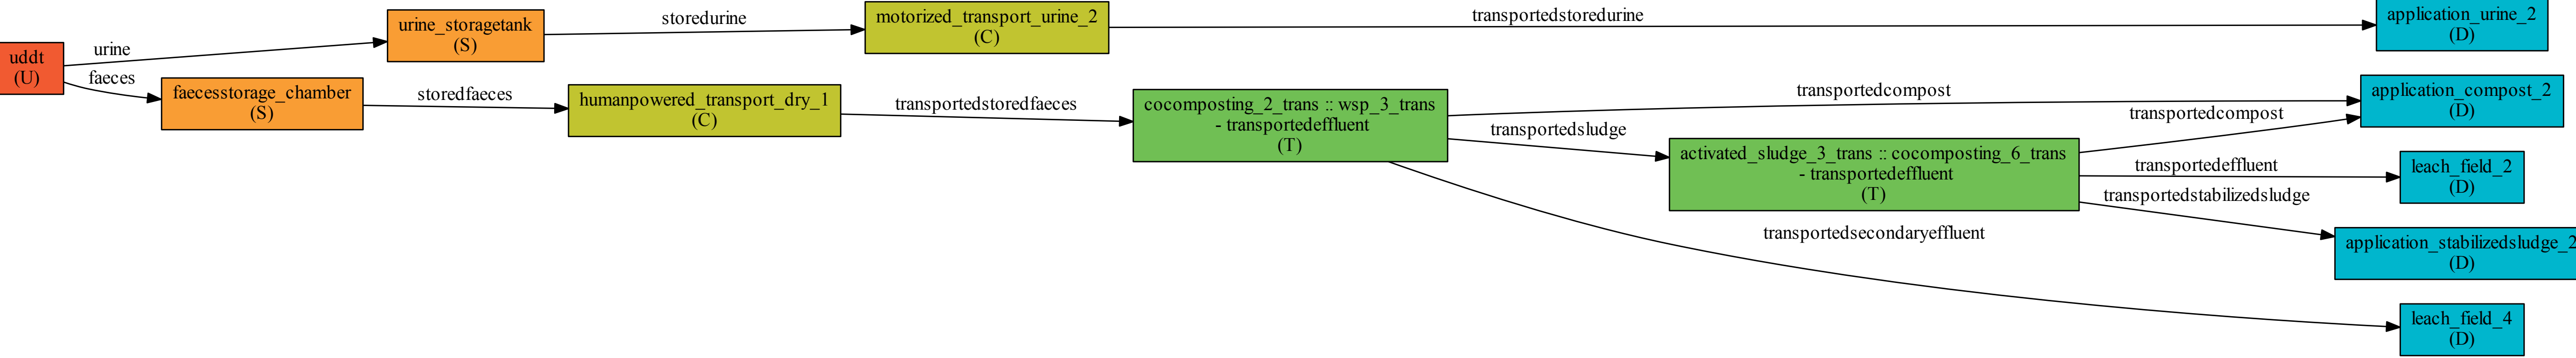 uddt
(U)
urine
faeces
urine_storagetank
(S)
faecesstorage_chamber
(S)
storedurine
storedfaeces
motorized_transport_urine_2
(C)
humanpowered_transport_dry_1
(C)
transportedstoredurine
transportedstoredfaeces
cocomposting_2_trans :: wsp_3_trans
- transportedeffluent
(T)
transportedcompost
transportedsludge
transportedsecondaryeffluent
activated_sludge_3_trans :: cocomposting_6_trans
- transportedeffluent
(T)
transportedcompost
transportedeffluent
transportedstabilizedsludge
application_urine_2
(D)
application_compost_2
(D)
leach_field_2
(D)
application_stabilizedsludge_2
(D)
leach_field_4
(D)